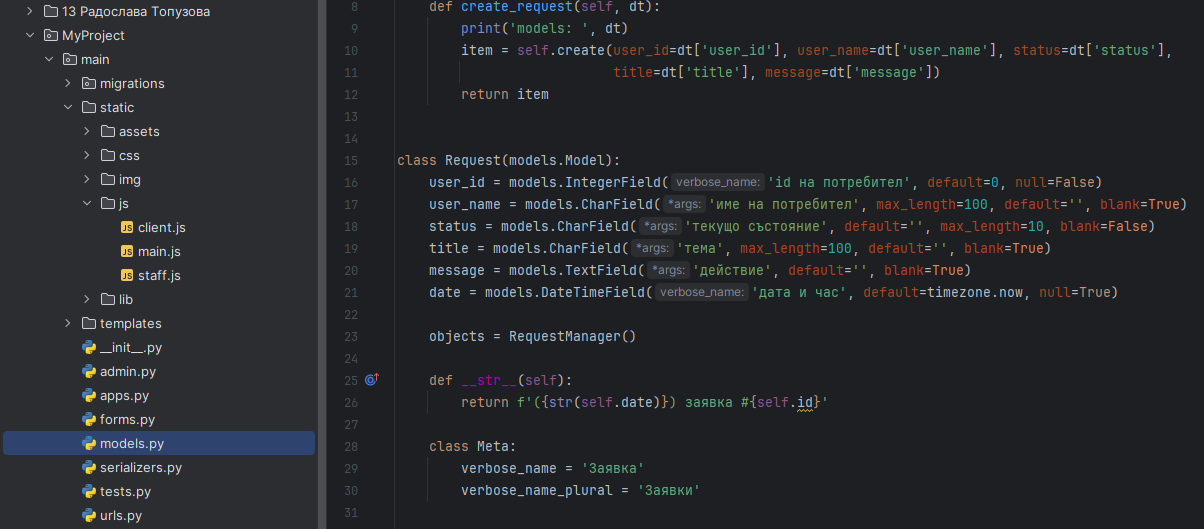 13 Радослава Топузова
MyProject
main
migrations
static
assets
css
img
js
client.js
main.js
staff.js
lib
templates
__init__.py
admin.py
apps.py
forms.py
models.py
serializers.py
tests.py
urls.py
8 def create_request(self, dt):
9 print('models: ', dt)
10 item = self.create(user_id=dt['user_id'], user_name=dt['user_name'], status=dt['status'],
11 title=dt['title'], message=dt['message'])
12 return item
13
14
15 class Request(models.Model):
16 user_id = models.IntegerField( verbose_name: 'id на потребител', default=0, null=False)
17 user_name = models.CharField( *args: 'име на потребител', max_length=100, default='', blank=True)
18 status = models.CharField( *args: 'текущо състояние', default='', max_length=10, blank=False)
19 title = models.CharField( *args: 'тема', max_length=100, default='', blank=True)
20 message = models.TextField( *args: 'действие', default='', blank=True)
21 date = models.DateTimeField( verbose_name: 'дата и час', default=timezone.now, null=True)
22
23 objects = RequestManager()
24
25 def __str__(self):
26 return f'({str(self.date)}) заявка #{self.id}'
27
28 class Meta:
29 verbose_name = 'Заявка'
30 verbose_name_plural = 'Заявки'
31